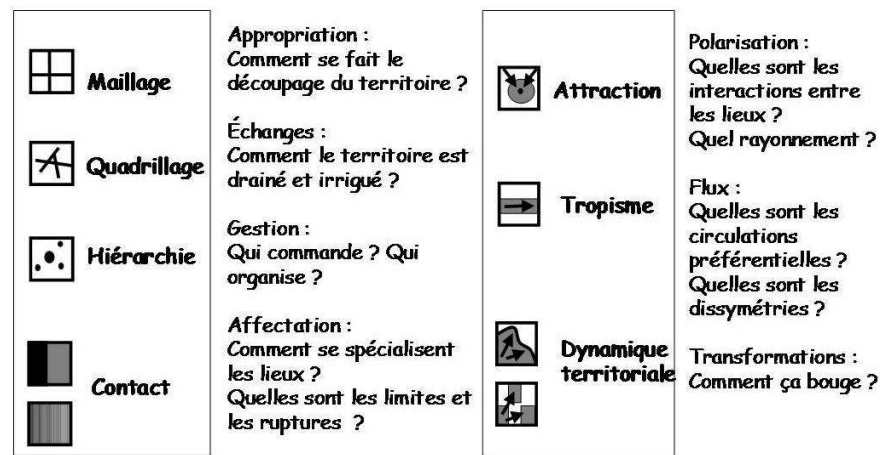 Maillage
Appropriation :
Comment se fait le
découpage du territoire ?
Quadrillage
Échanges :
Comment le territoire est
drainé et irrigué ?
Hiérarchie
Gestion :
Qui commande ? Qui
organise ?
Contact
Affectation :
Comment se spécialisent
les lieux ?
Quelles sont les limites et
les ruptures ?
Attraction
Polarisation :
Quelles sont les
interactions entre
les lieux ?
Quel rayonnement ?
Tropisme
Flux :
Quelles sont les
circulations
préférentielles ?
Quelles sont les
dissymétries ?
Dynamique
territoriale
Transformations :
Comment ça bouge ?